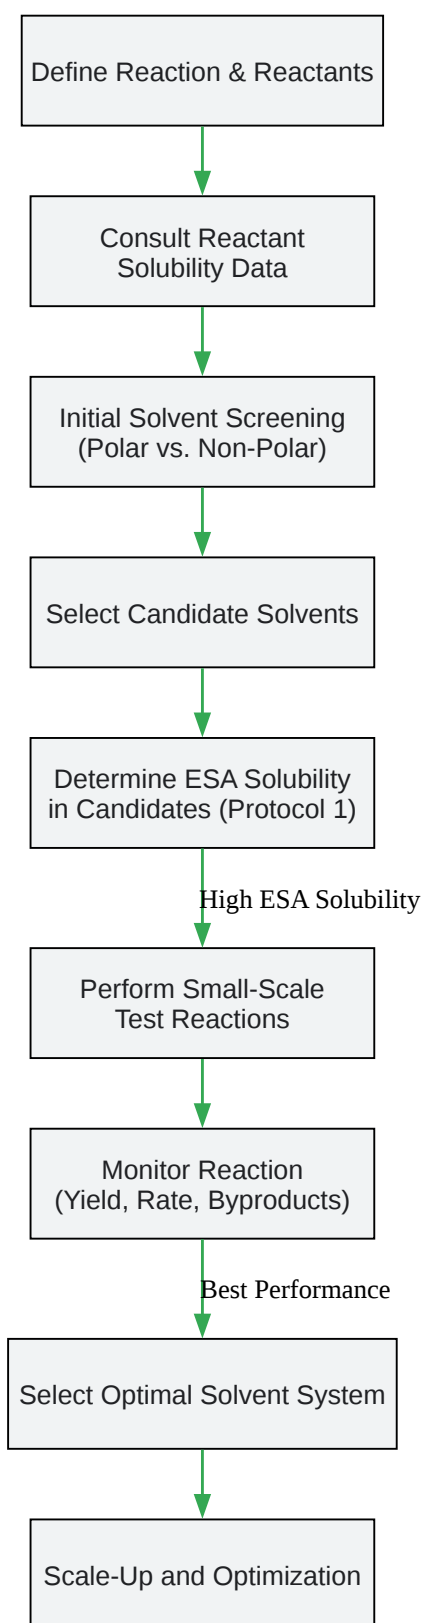 Define Reaction & Reactants
Consult Reactant
Solubility Data
Initial Solvent Screening
(Polar vs. Non-Polar)
Select Candidate Solvents
Determine ESA Solubility
in Candidates (Protocol 1)
High ESA Solubility
Perform Small-Scale
Test Reactions
Monitor Reaction
(Yield, Rate, Byproducts)
Best Performance
Select Optimal Solvent System
Scale-Up and Optimization